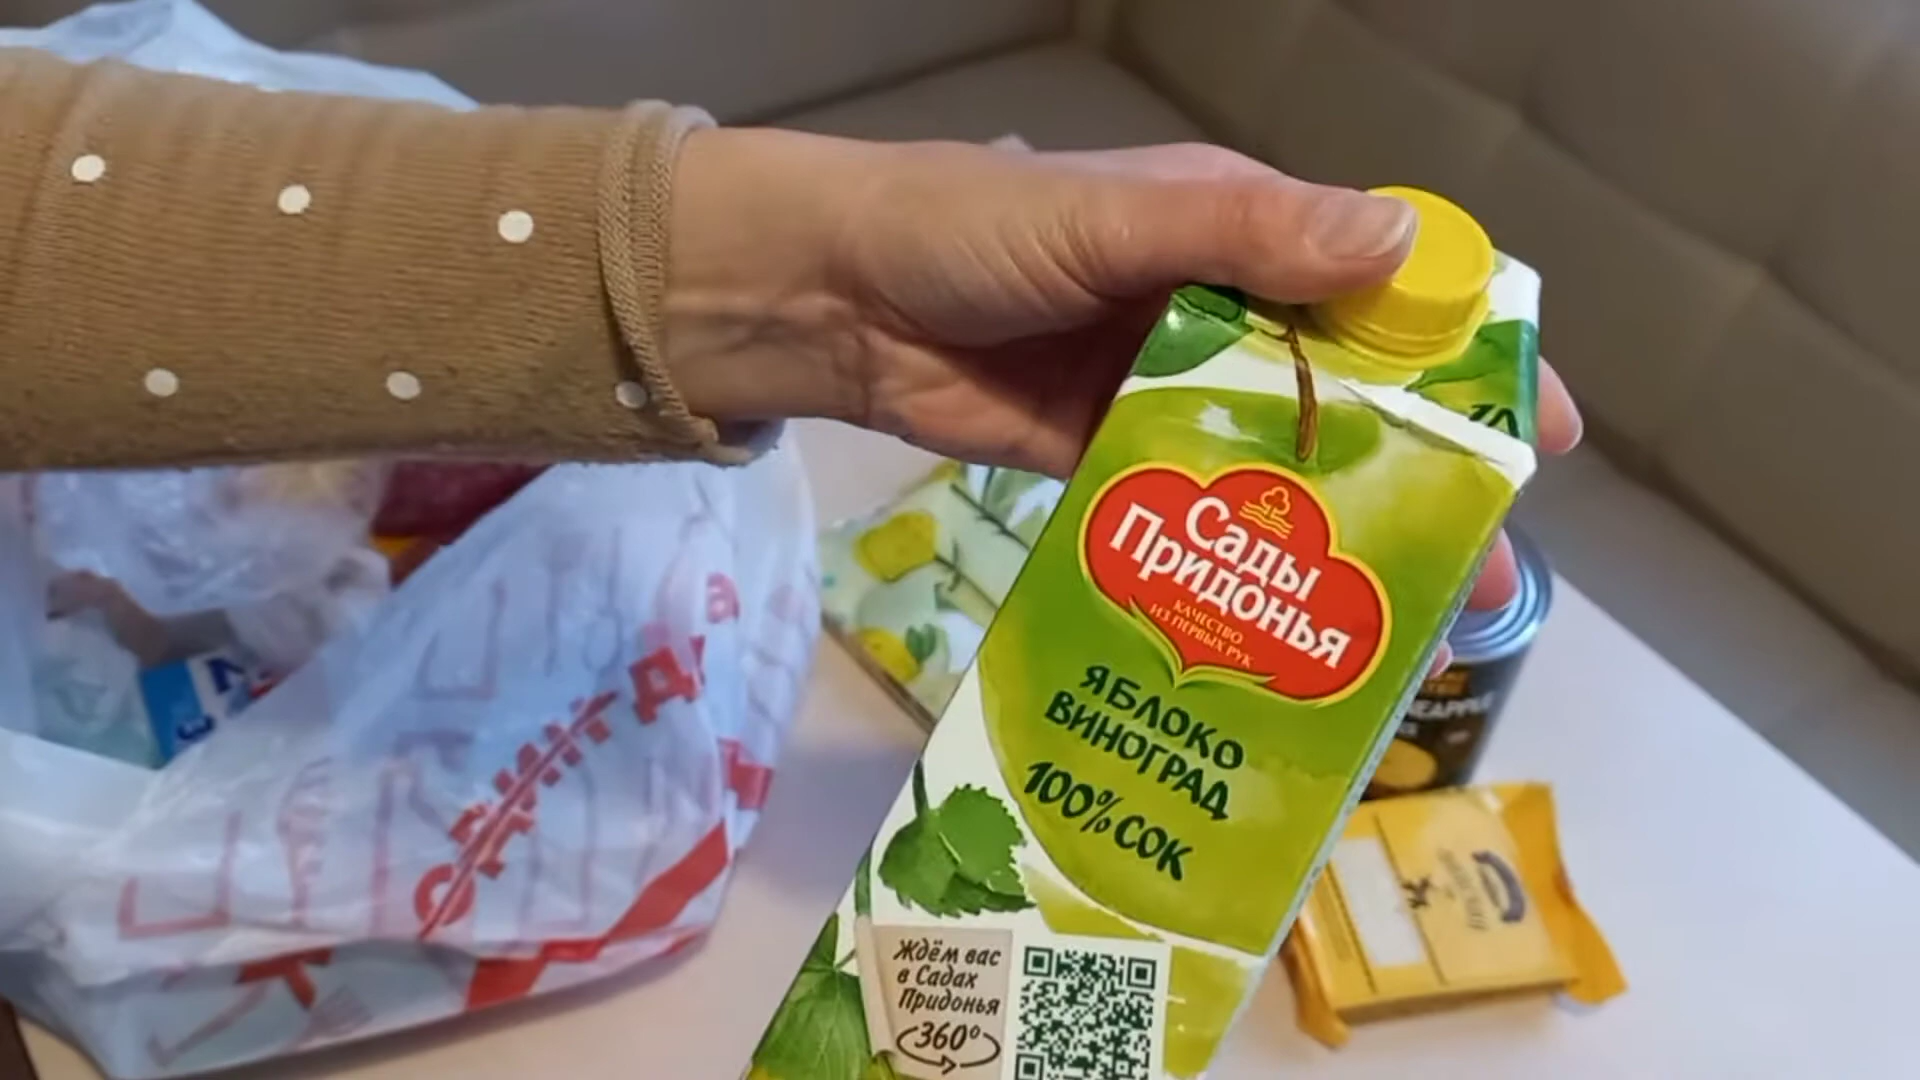 Сады
Придонья
КАЧЕСТВО
ИЗ ПЕРВЫХ РУК
ЯБЛОКО
ВИНОГРАД
100% СОК
Ждём вас
в Садах
Придонья
360°